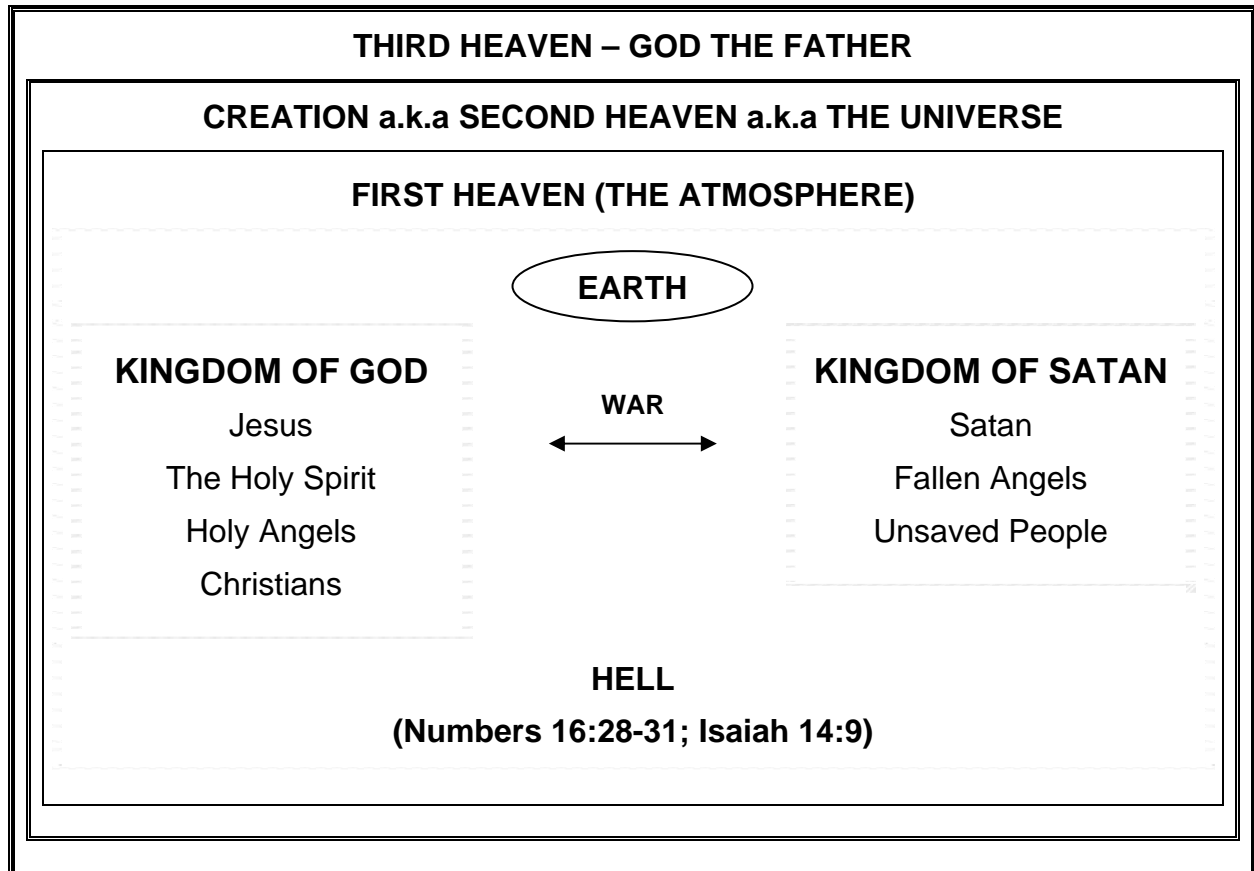 THIRD HEAVEN – GOD THE FATHER
CREATION a.k.a SECOND HEAVEN a.k.a THE UNIVERSE
FIRST HEAVEN (THE ATMOSPHERE)
EARTH
KINGDOM OF GOD
Jesus
The Holy Spirit
Holy Angels
Christians
WAR
KINGDOM OF SATAN
Satan
Fallen Angels
Unsaved People
HELL
(Numbers 16:28-31; Isaiah 14:9)